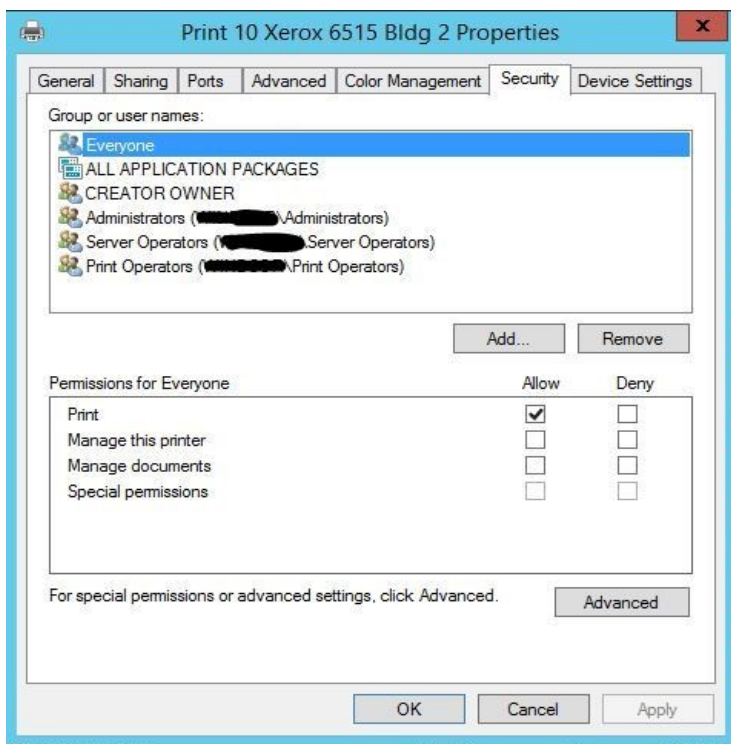 Print 10 Xerox 6515 Bldg 2 Properties
x
General Sharing Ports Advanced Color Management Security Device Settings
Group or user names:
Everyone
ALL APPLICATION PACKAGES
CREATOR OWNER
Administrators (\Administrators)
Server Operators (\Server Operators)
Print Operators (\Print Operators)
Add... Remove
Permissions for Everyone Allow Deny
Print
Manage this printer
Manage documents
Special permissions
For special permissions or advanced settings, click Advanced. Advanced
OK Cancel Apply